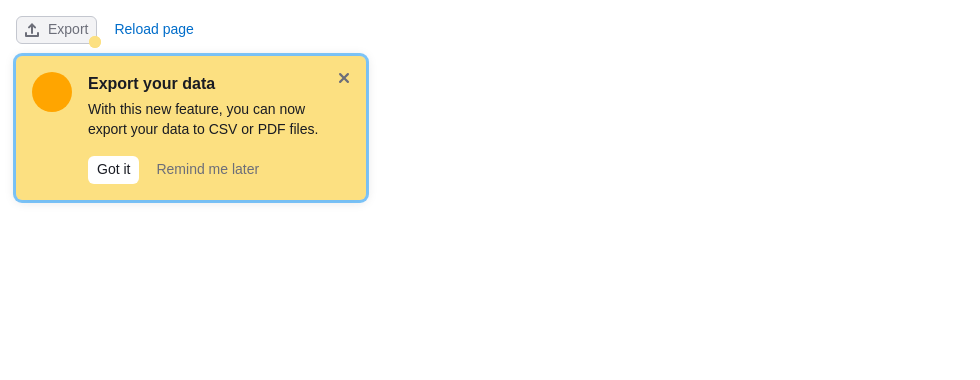 Export Reload page
Export your data
With this new feature, you can now
export your data to CSV or PDF files.
Got it Remind me later